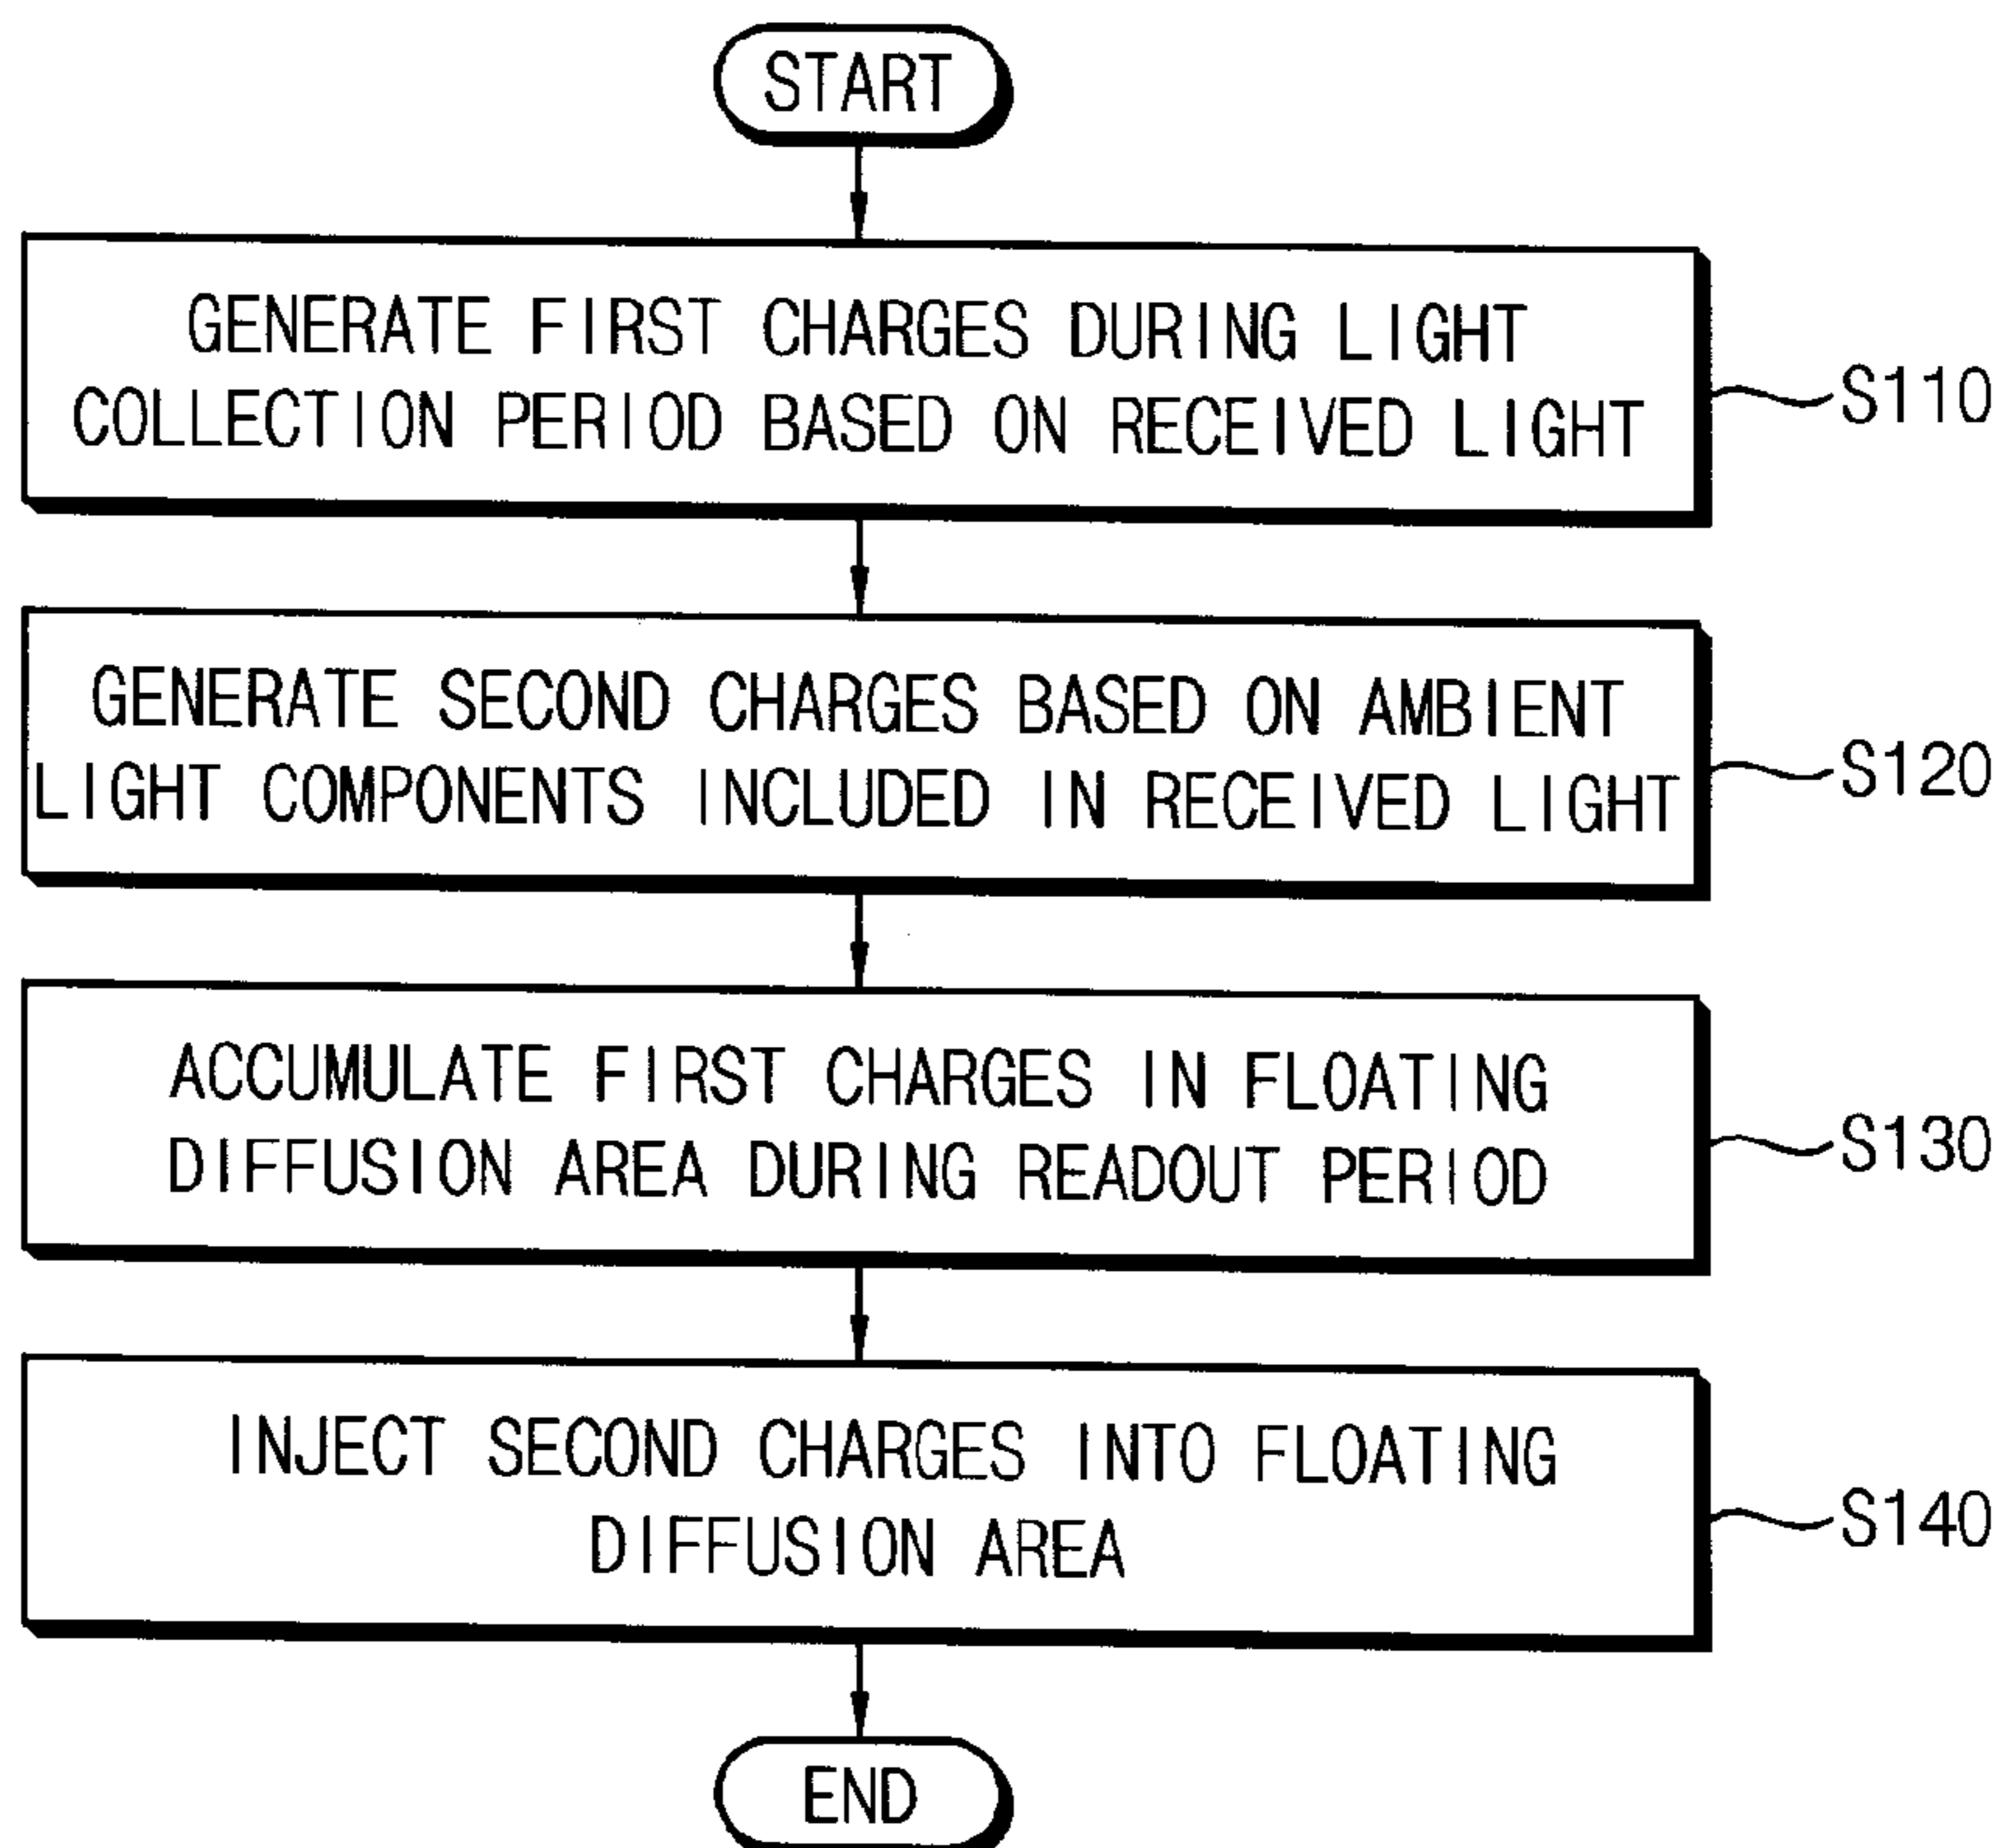 START
GENERATE FIRST CHARGES DURING LIGHT
COLLECTION PERIOD BASED ON RECEIVED LIGHT
S110
GENERATE SECOND CHARGES BASED ON AMBIENT
LIGHT COMPONENTS INCLUDED IN RECEIVED LIGHT
S120
ACCUMULATE FIRST CHARGES IN FLOATING
DIFFUSION AREA DURING READOUT PERIOD
S130
INJECT SECOND CHARGES INTO FLOATING
DIFFUSION AREA
S140
END